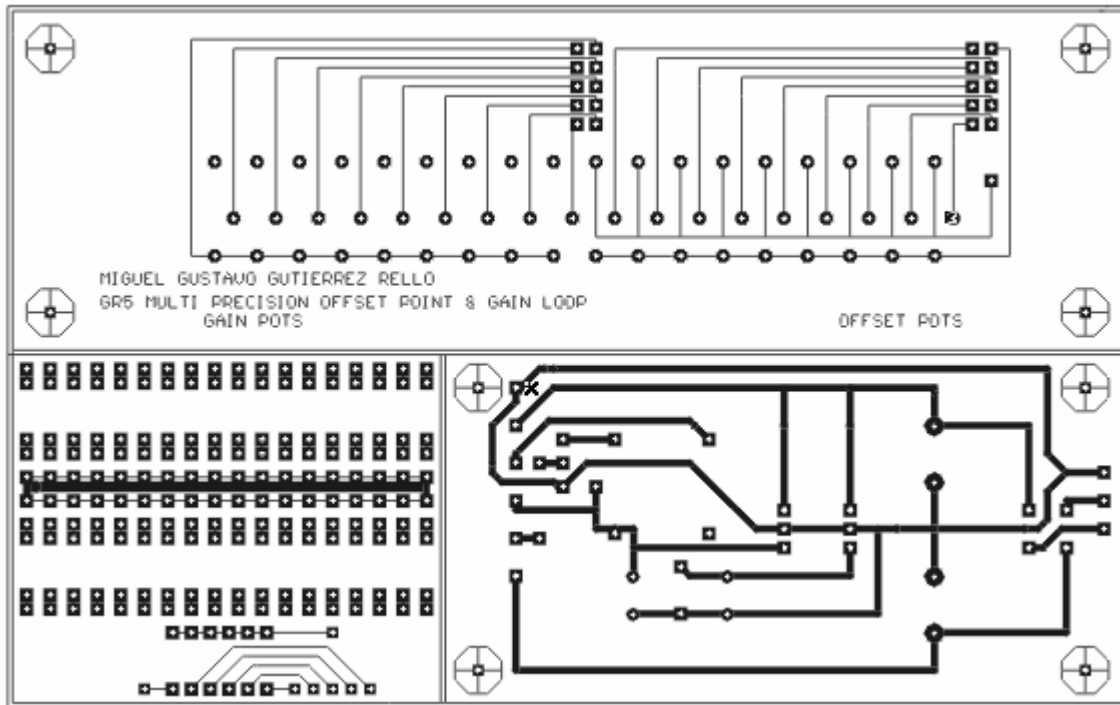 MIGUEL GUSTAVO GUTIERREZ RELLO
GR5 MULTI PRECISION OFFSET POINT & GAIN LOOP
GAIN POTS
OFFSET POTS